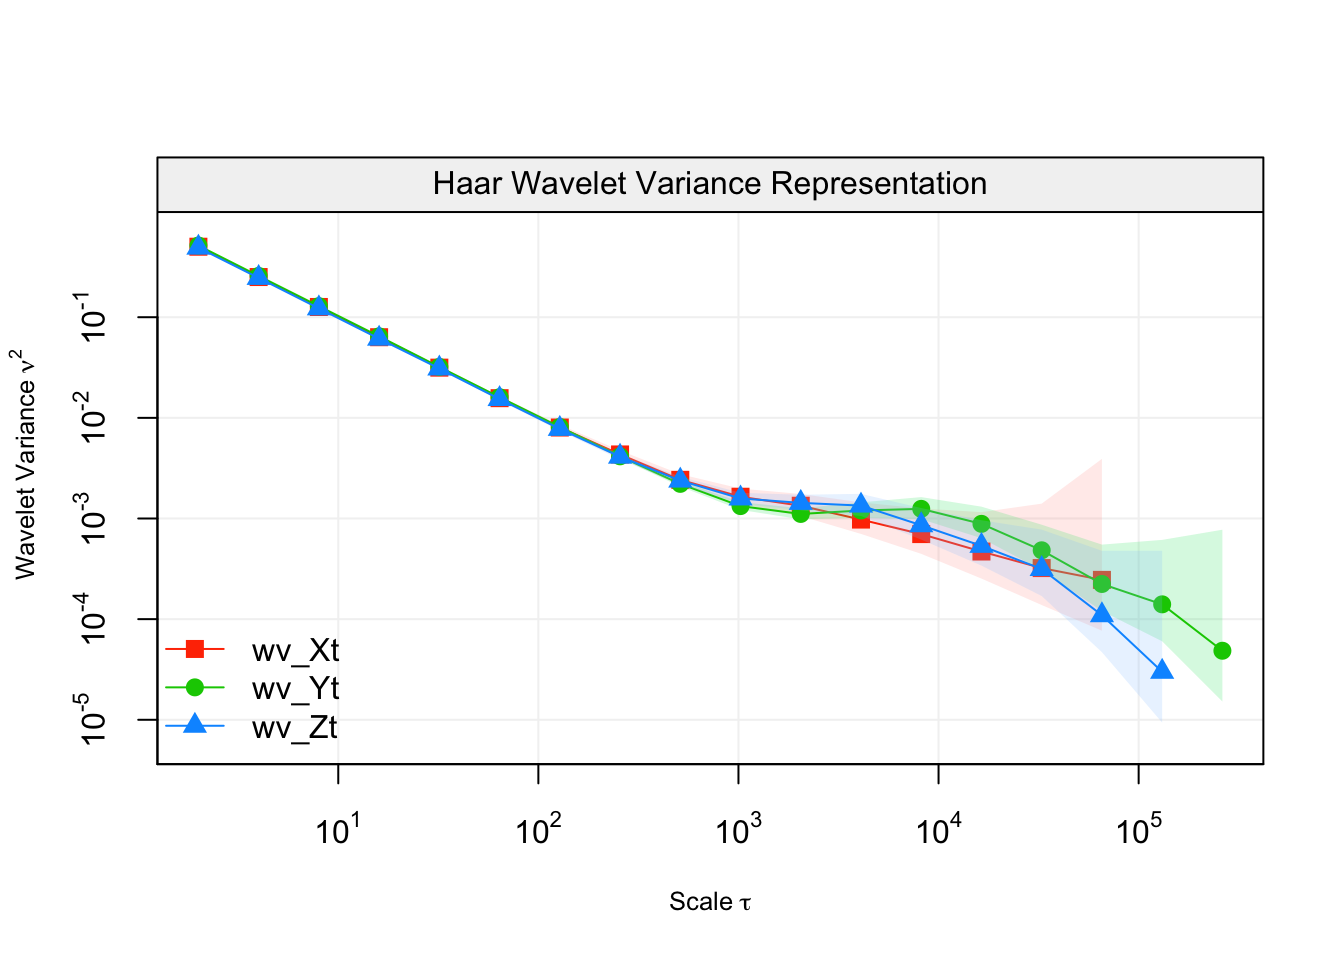 Haar Wavelet Variance Representation
Wavelet Variance ν²
10⁻¹
10⁻²
10⁻³
10⁻⁴
10⁻⁵
wv_Xt
wv_Yt
wv_Zt
10¹ 10² 10³ 10⁴ 10⁵
Scale τ